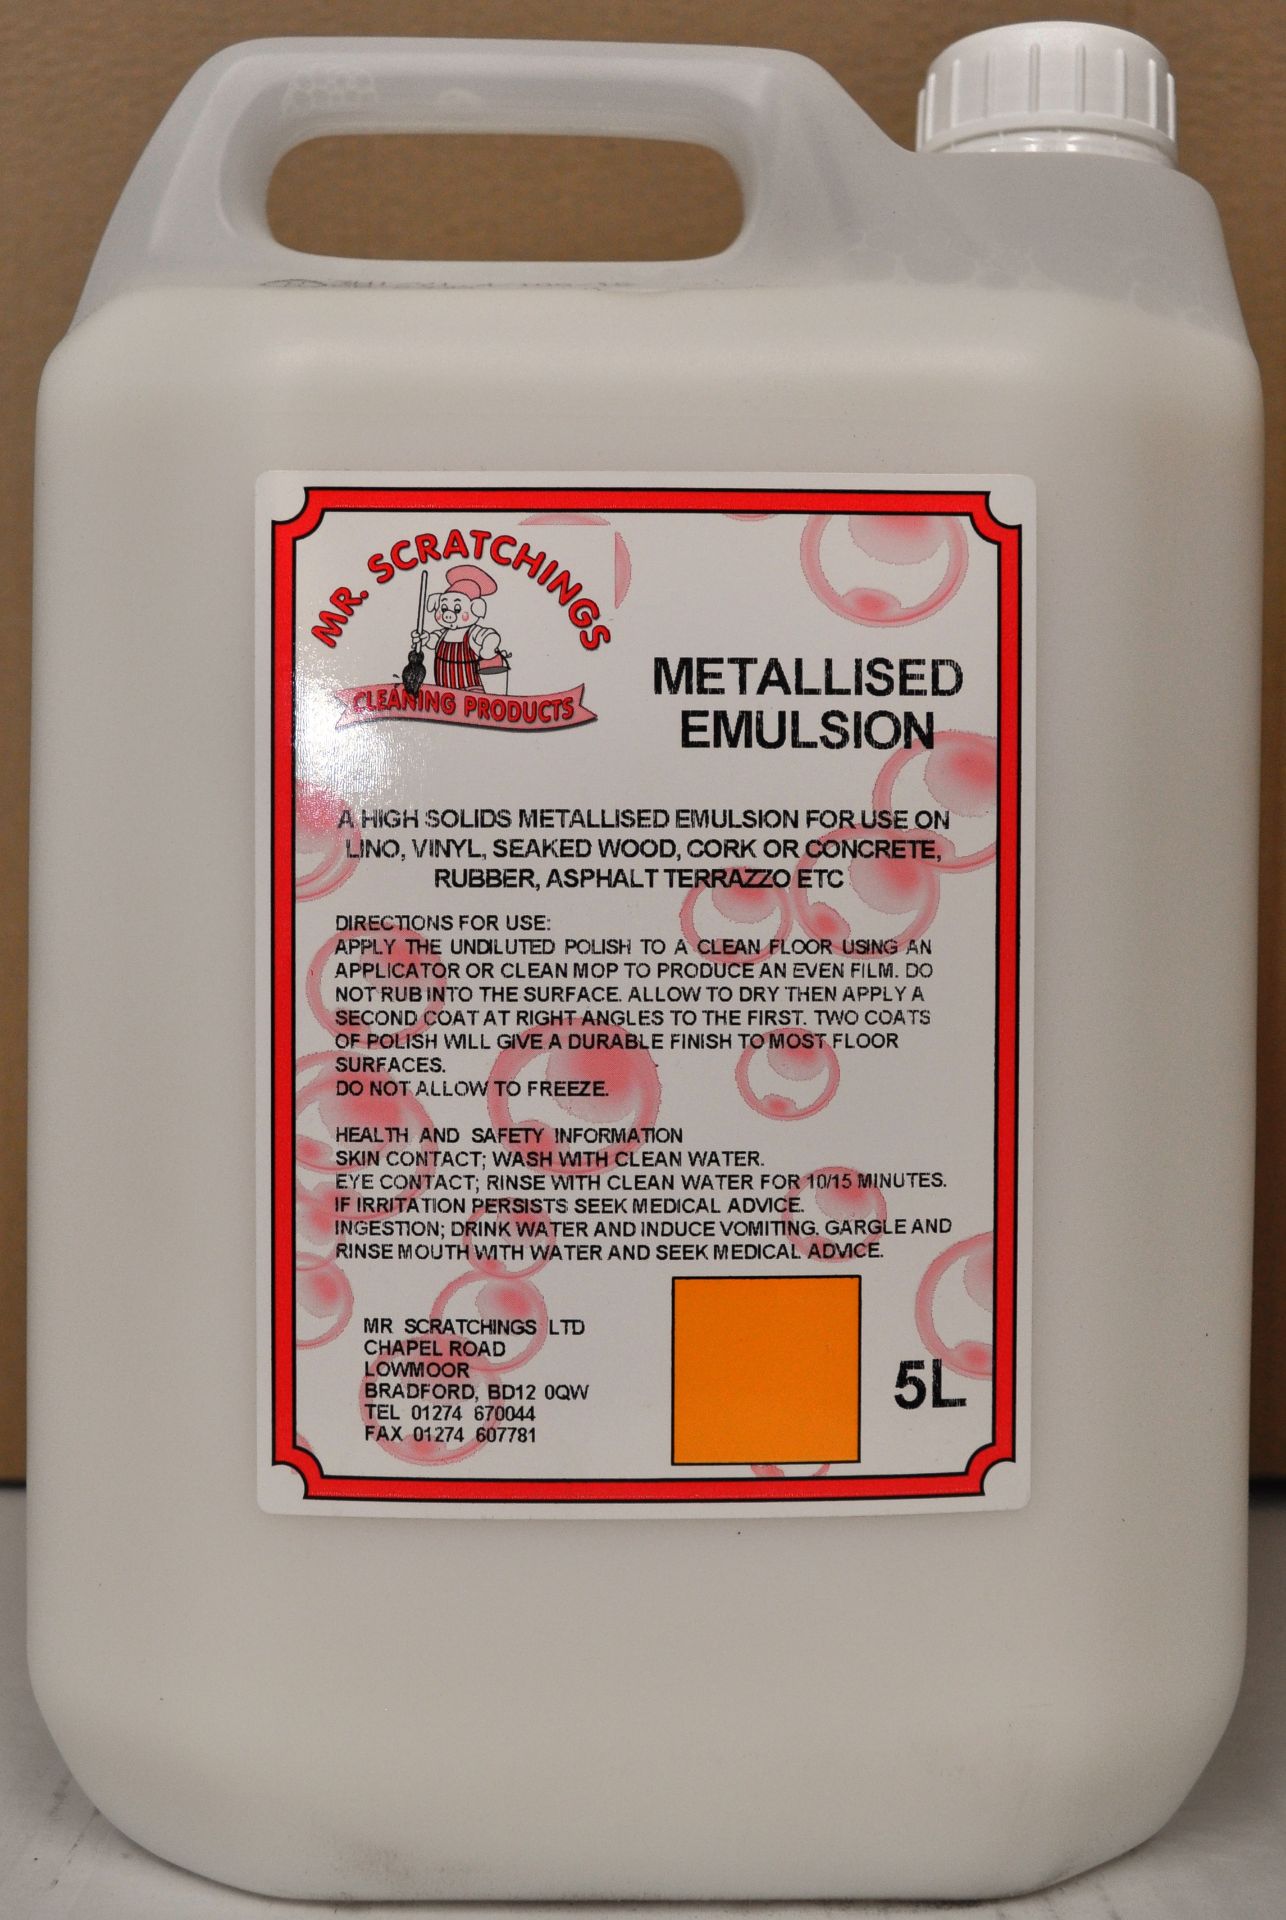 MR. SCRATCHINGS
CLEANING PRODUCTS
METALLISED
EMULSION
A HIGH SOLIDS METALLISED EMULSION FOR USE ON
LINO, VINYL, SEAKED WOOD, CORK OR CONCRETE,
RUBBER, ASPHALT TERRAZZO ETC
DIRECTIONS FOR USE:
APPLY THE UNDILUTED POLISH TO A CLEAN FLOOR USING AN
APPLICATOR OR CLEAN MOP TO PRODUCE AN EVEN FILM. DO
NOT RUB INTO THE SURFACE. ALLOW TO DRY THEN APPLY A
SECOND COAT AT RIGHT ANGLES TO THE FIRST. TWO COATS
OF POLISH WILL GIVE A DURABLE FINISH TO MOST FLOOR
SURFACES.
DO NOT ALLOW TO FREEZE.
HEALTH AND SAFETY INFORMATION
SKIN CONTACT; WASH WITH CLEAN WATER.
EYE CONTACT; RINSE WITH CLEAN WATER FOR 10/15 MINUTES.
IF IRRITATION PERSISTS SEEK MEDICAL ADVICE.
INGESTION; DRINK WATER AND INDUCE VOMITING. GARGLE AND
RINSE MOUTH WITH WATER AND SEEK MEDICAL ADVICE.
MR SCRATCHINGS LTD
CHAPEL ROAD
LOWMOOR
BRADFORD, BD12 0QW
TEL 01274 670044
FAX 01274 607781
5L